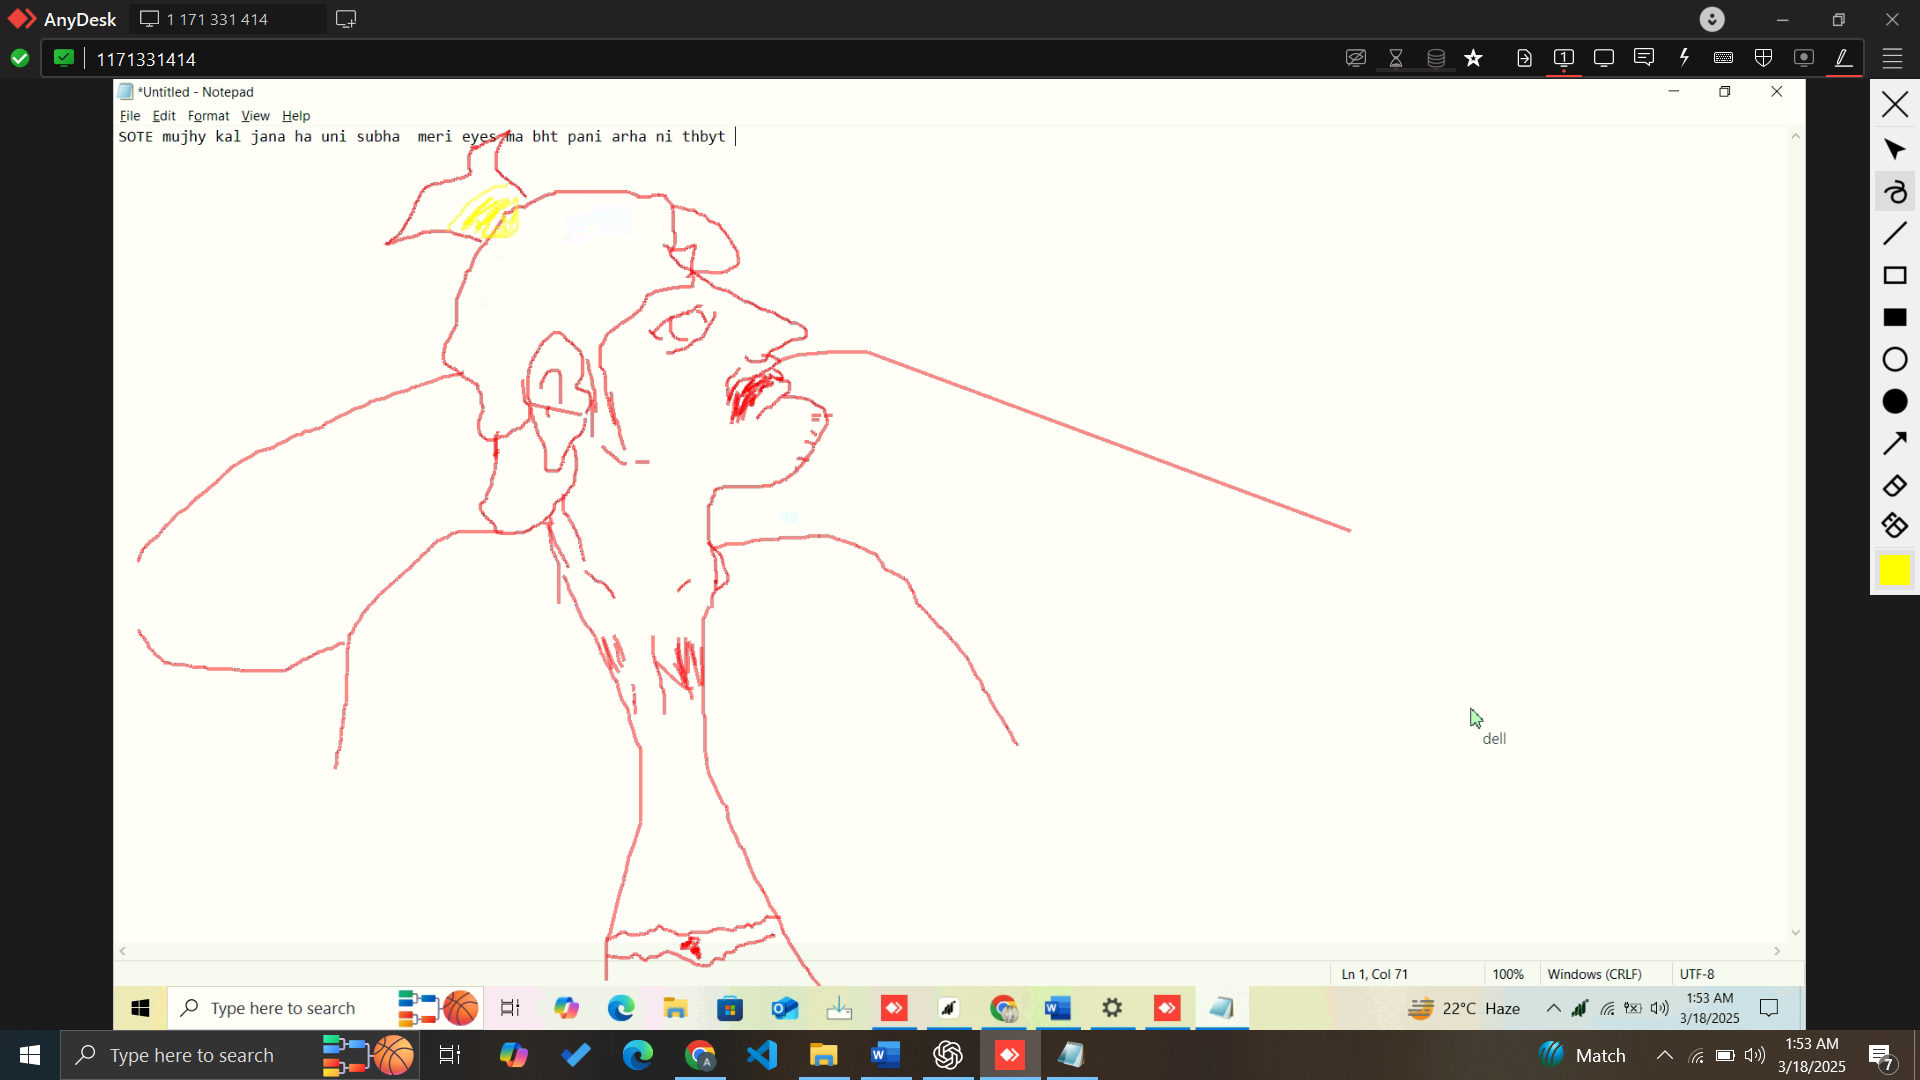 AnyDesk
1 171 331 414
1171331414
*Untitled - Notepad
File Edit Format View Help
SOTE mujhy kal jana ha uni subha meri eyes ma bht pani arha ni thbyt
dell
Ln 1, Col 71
100%
Windows (CRLF)
UTF-8
Type here to search
22°C Haze
1:53 AM
3/18/2025
Type here to search
Match
1:53 AM
3/18/2025
7